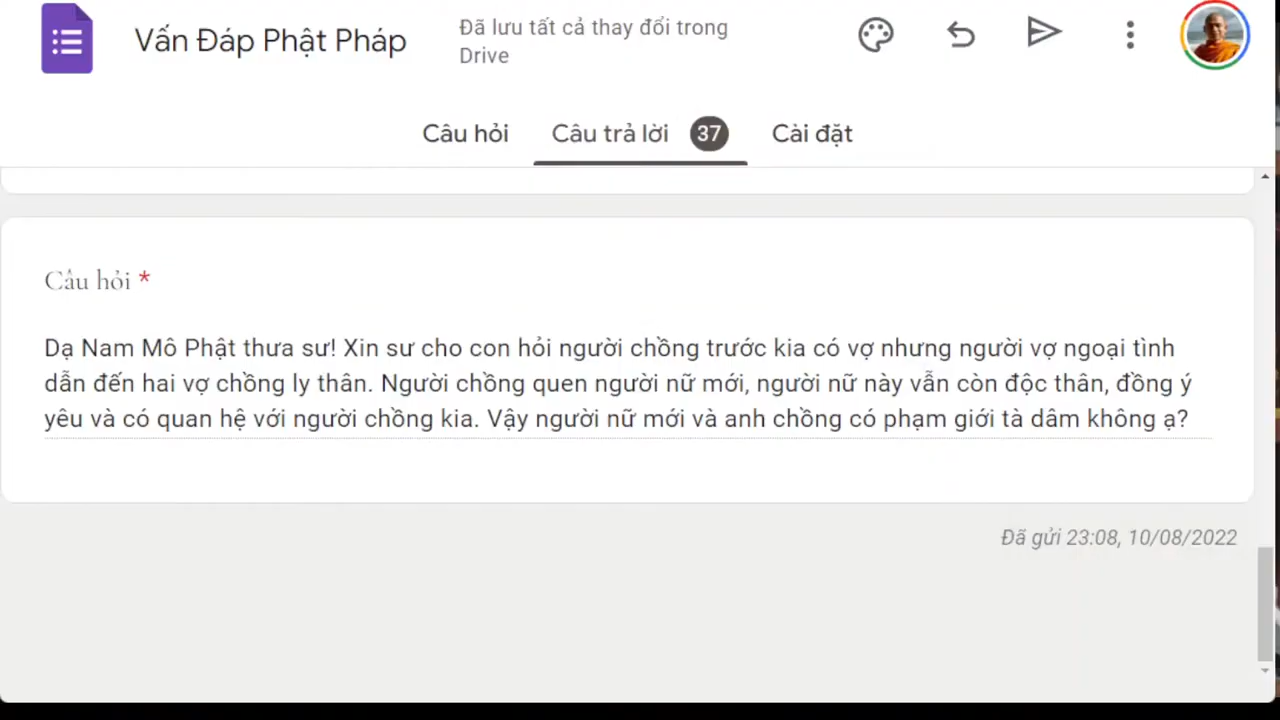 Vấn Đáp Phật Pháp
Đã lưu tất cả thay đổi trong
Drive
Câu hỏi
Câu trả lời 37
Cài đặt
Câu hỏi *
Dạ Nam Mô Phật thưa sư! Xin sư cho con hỏi người chồng trước kia có vợ nhưng người vợ ngoại tình
dẫn đến hai vợ chồng ly thân. Người chồng quen người nữ mới, người nữ này vẫn còn độc thân, đồng ý
yêu và có quan hệ với người chồng kia. Vậy người nữ mới và anh chồng có phạm giới tà dâm không ạ?
Đã gửi 23:08, 10/08/2022